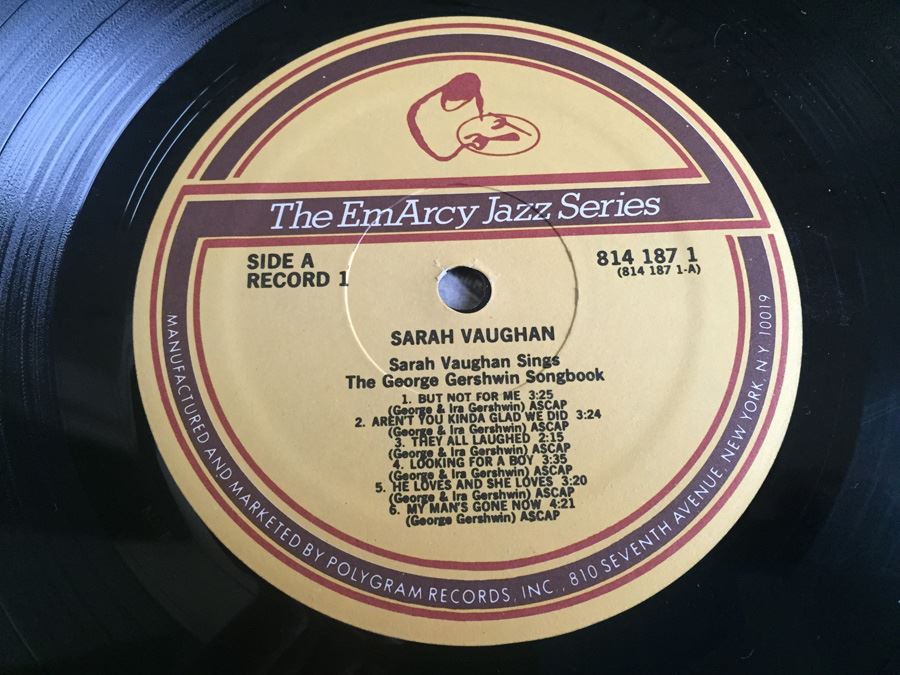 The EmArcy Jazz Series
SIDE A
RECORD 1
814 187 1
(814 187 1-A)
SARAH VAUGHAN
Sarah Vaughan Sings
The George Gershwin Songbook
1. BUT NOT FOR ME 3:25
(George & Ira Gershwin) ASCAP
2. AREN'T YOU KINDA GLAD WE DID 3:24
(George & Ira Gershwin) ASCAP
3. THEY ALL LAUGHED 2:15
(George & Ira Gershwin) ASCAP
4. LOOKING FOR A BOY 3:35
(George & Ira Gershwin) ASCAP
5. HE LOVES AND SHE LOVES 3:20
(George & Ira Gershwin) ASCAP
6. MY MAN'S GONE NOW 4:21
(George Gershwin) ASCAP
MANUFACTURED AND MARKETED BY POLYGRAM RECORDS, INC., 810 SEVENTH AVENUE, NEW YORK, N.Y. 10019